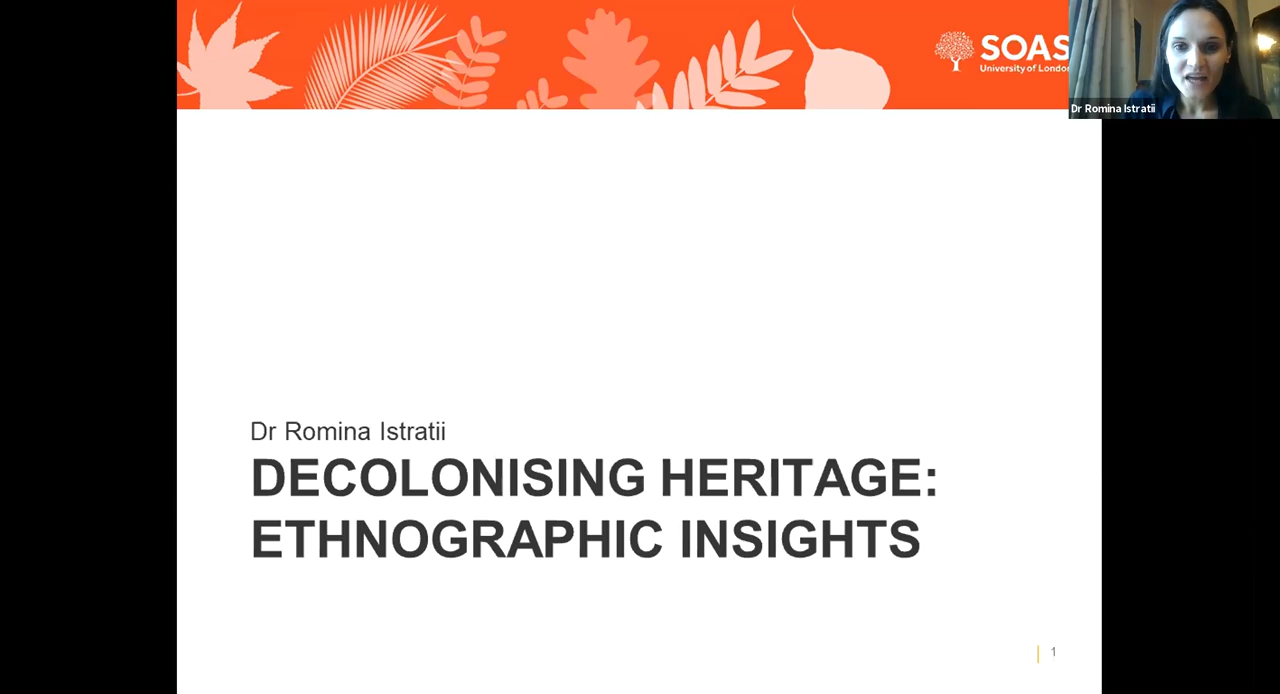 SOAS
University of London
Dr Romina Istratii
Dr Romina Istratii
DECOLONISING HERITAGE:
ETHNOGRAPHIC INSIGHTS
1